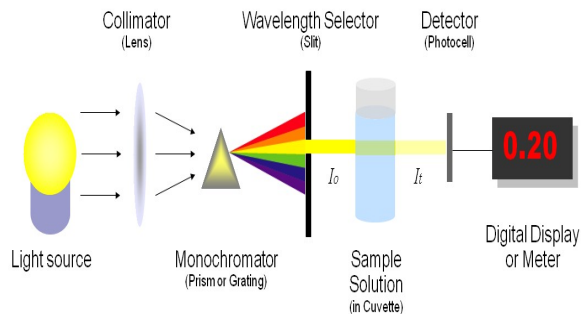 Collimator
(Lens)
Wavelength Selector
(Slit)
Detector
(Photocell)
I₀
Iₜ
0.20
Light source
Monochromator
(Prism or Grating)
Sample
Solution
(in Cuvette)
Digital Display
or Meter